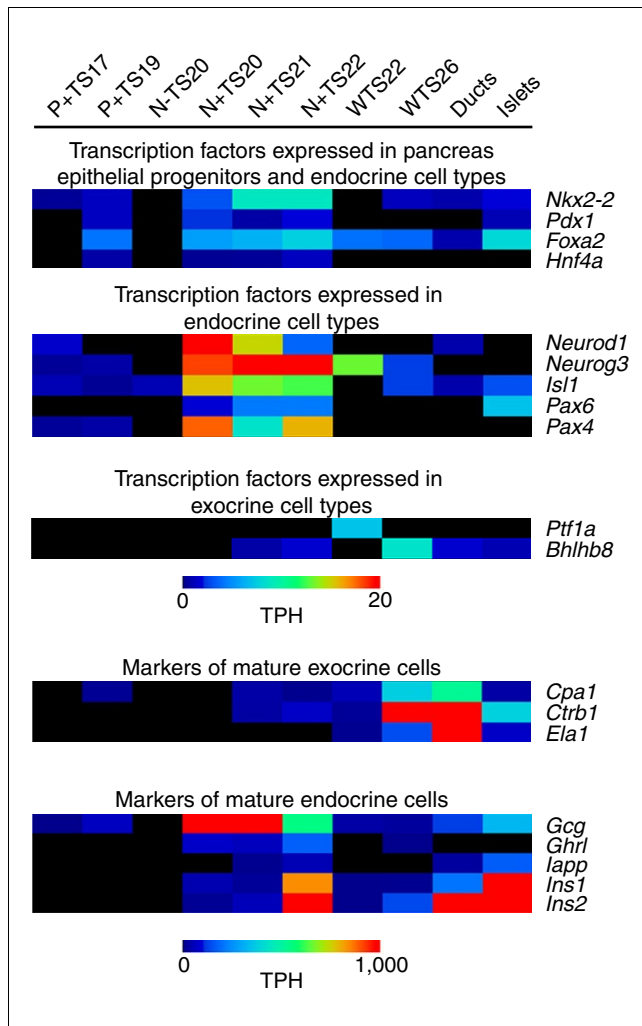 P+TS17 P+TS19 N-TS20 N+TS20 N+TS21 N+TS22 WTS22 WTS26 Ducts Islets
Transcription factors expressed in pancreas
epithelial progenitors and endocrine cell types
Nkx2-2
Pdx1
Foxa2
Hnf4a
Transcription factors expressed in
endocrine cell types
Neurod1
Neurog3
Isl1
Pax6
Pax4
Transcription factors expressed in
exocrine cell types
Ptf1a
Bhlhb8
0 20
TPH
Markers of mature exocrine cells
Cpa1
Ctrb1
Ela1
Markers of mature endocrine cells
Gcg
Ghrl
Iapp
Ins1
Ins2
0 1,000
TPH